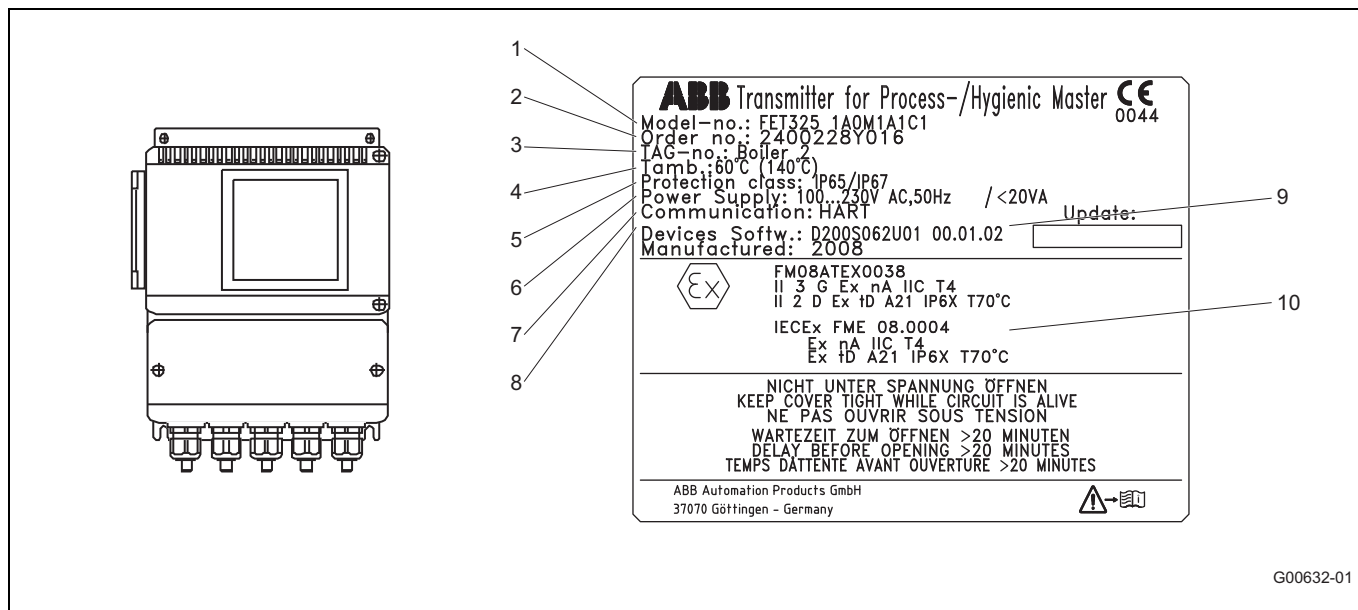 1
2
3
4
5
6
7
8
9
10
ABB Transmitter for Process-/Hygienic Master CE
0044
Model-no.: FET325 1A0M1A1C1
Order no.: 2400228Y016
TAG-no.: Boiler 2
Tamb.:60°C (140°C)
Protection class: IP65/IP67
Power Supply: 100...230V AC,50Hz /<20VA
Communication: HART
Update:
Devices Softw.: D200S062U01 00.01.02
Manufactured: 2008
Ex
FM08ATEX0038
II 3 G Ex nA IIC T4
II 2 D Ex tD A21 IP6X T70°C
IECEx FME 08.0004
Ex nA IIC T4
Ex tD A21 IP6X T70°C
NICHT UNTER SPANNUNG ÖFFNEN
KEEP COVER TIGHT WHILE CIRCUIT IS ALIVE
NE PAS OUVRIR SOUS TENSION
WARTEZEIT ZUM ÖFFNEN >20 MINUTEN
DELAY BEFORE OPENING >20 MINUTES
TEMPS DATTENTE AVANT OUVERTURE >20 MINUTES
ABB Automation Products GmbH
37070 Göttingen - Germany
G00632-01